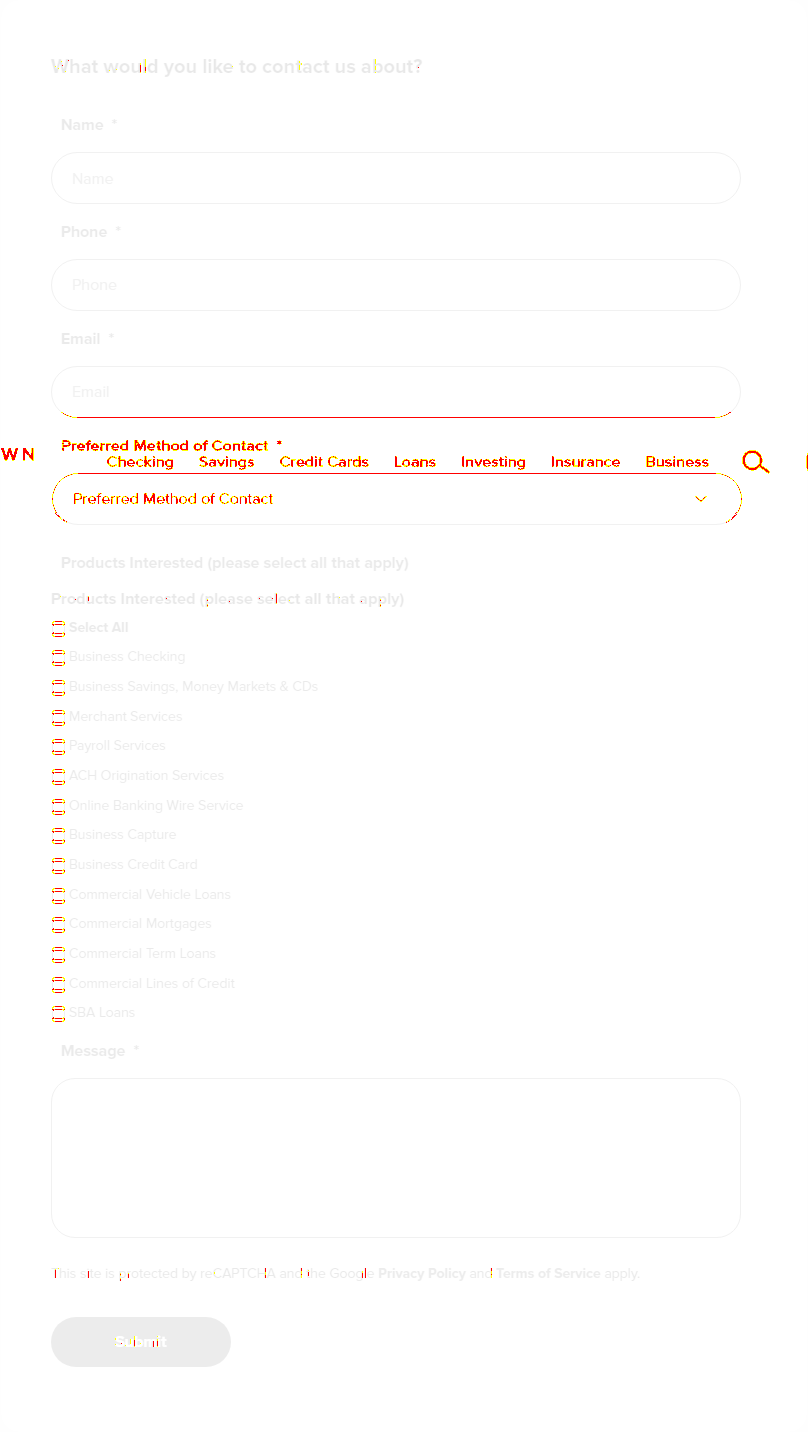 What would you like to contact us about?
Name *
Name
Phone *
Phone
Email *
Email
Preferred Method of Contact *
W N
Checking Savings Credit Cards Loans Investing Insurance Business
Preferred Method of Contact
Products Interested (please select all that apply)
Products Interested (please select all that apply)
Select All
Business Checking
Business Savings, Money Markets & CDs
Merchant Services
Payroll Services
ACH Origination Services
Online Banking Wire Service
Business Capture
Business Credit Card
Commercial Vehicle Loans
Commercial Mortgages
Commercial Term Loans
Commercial Lines of Credit
SBA Loans
Message *
This site is protected by reCAPTCHA and the Google Privacy Policy and Terms of Service apply.
Submit